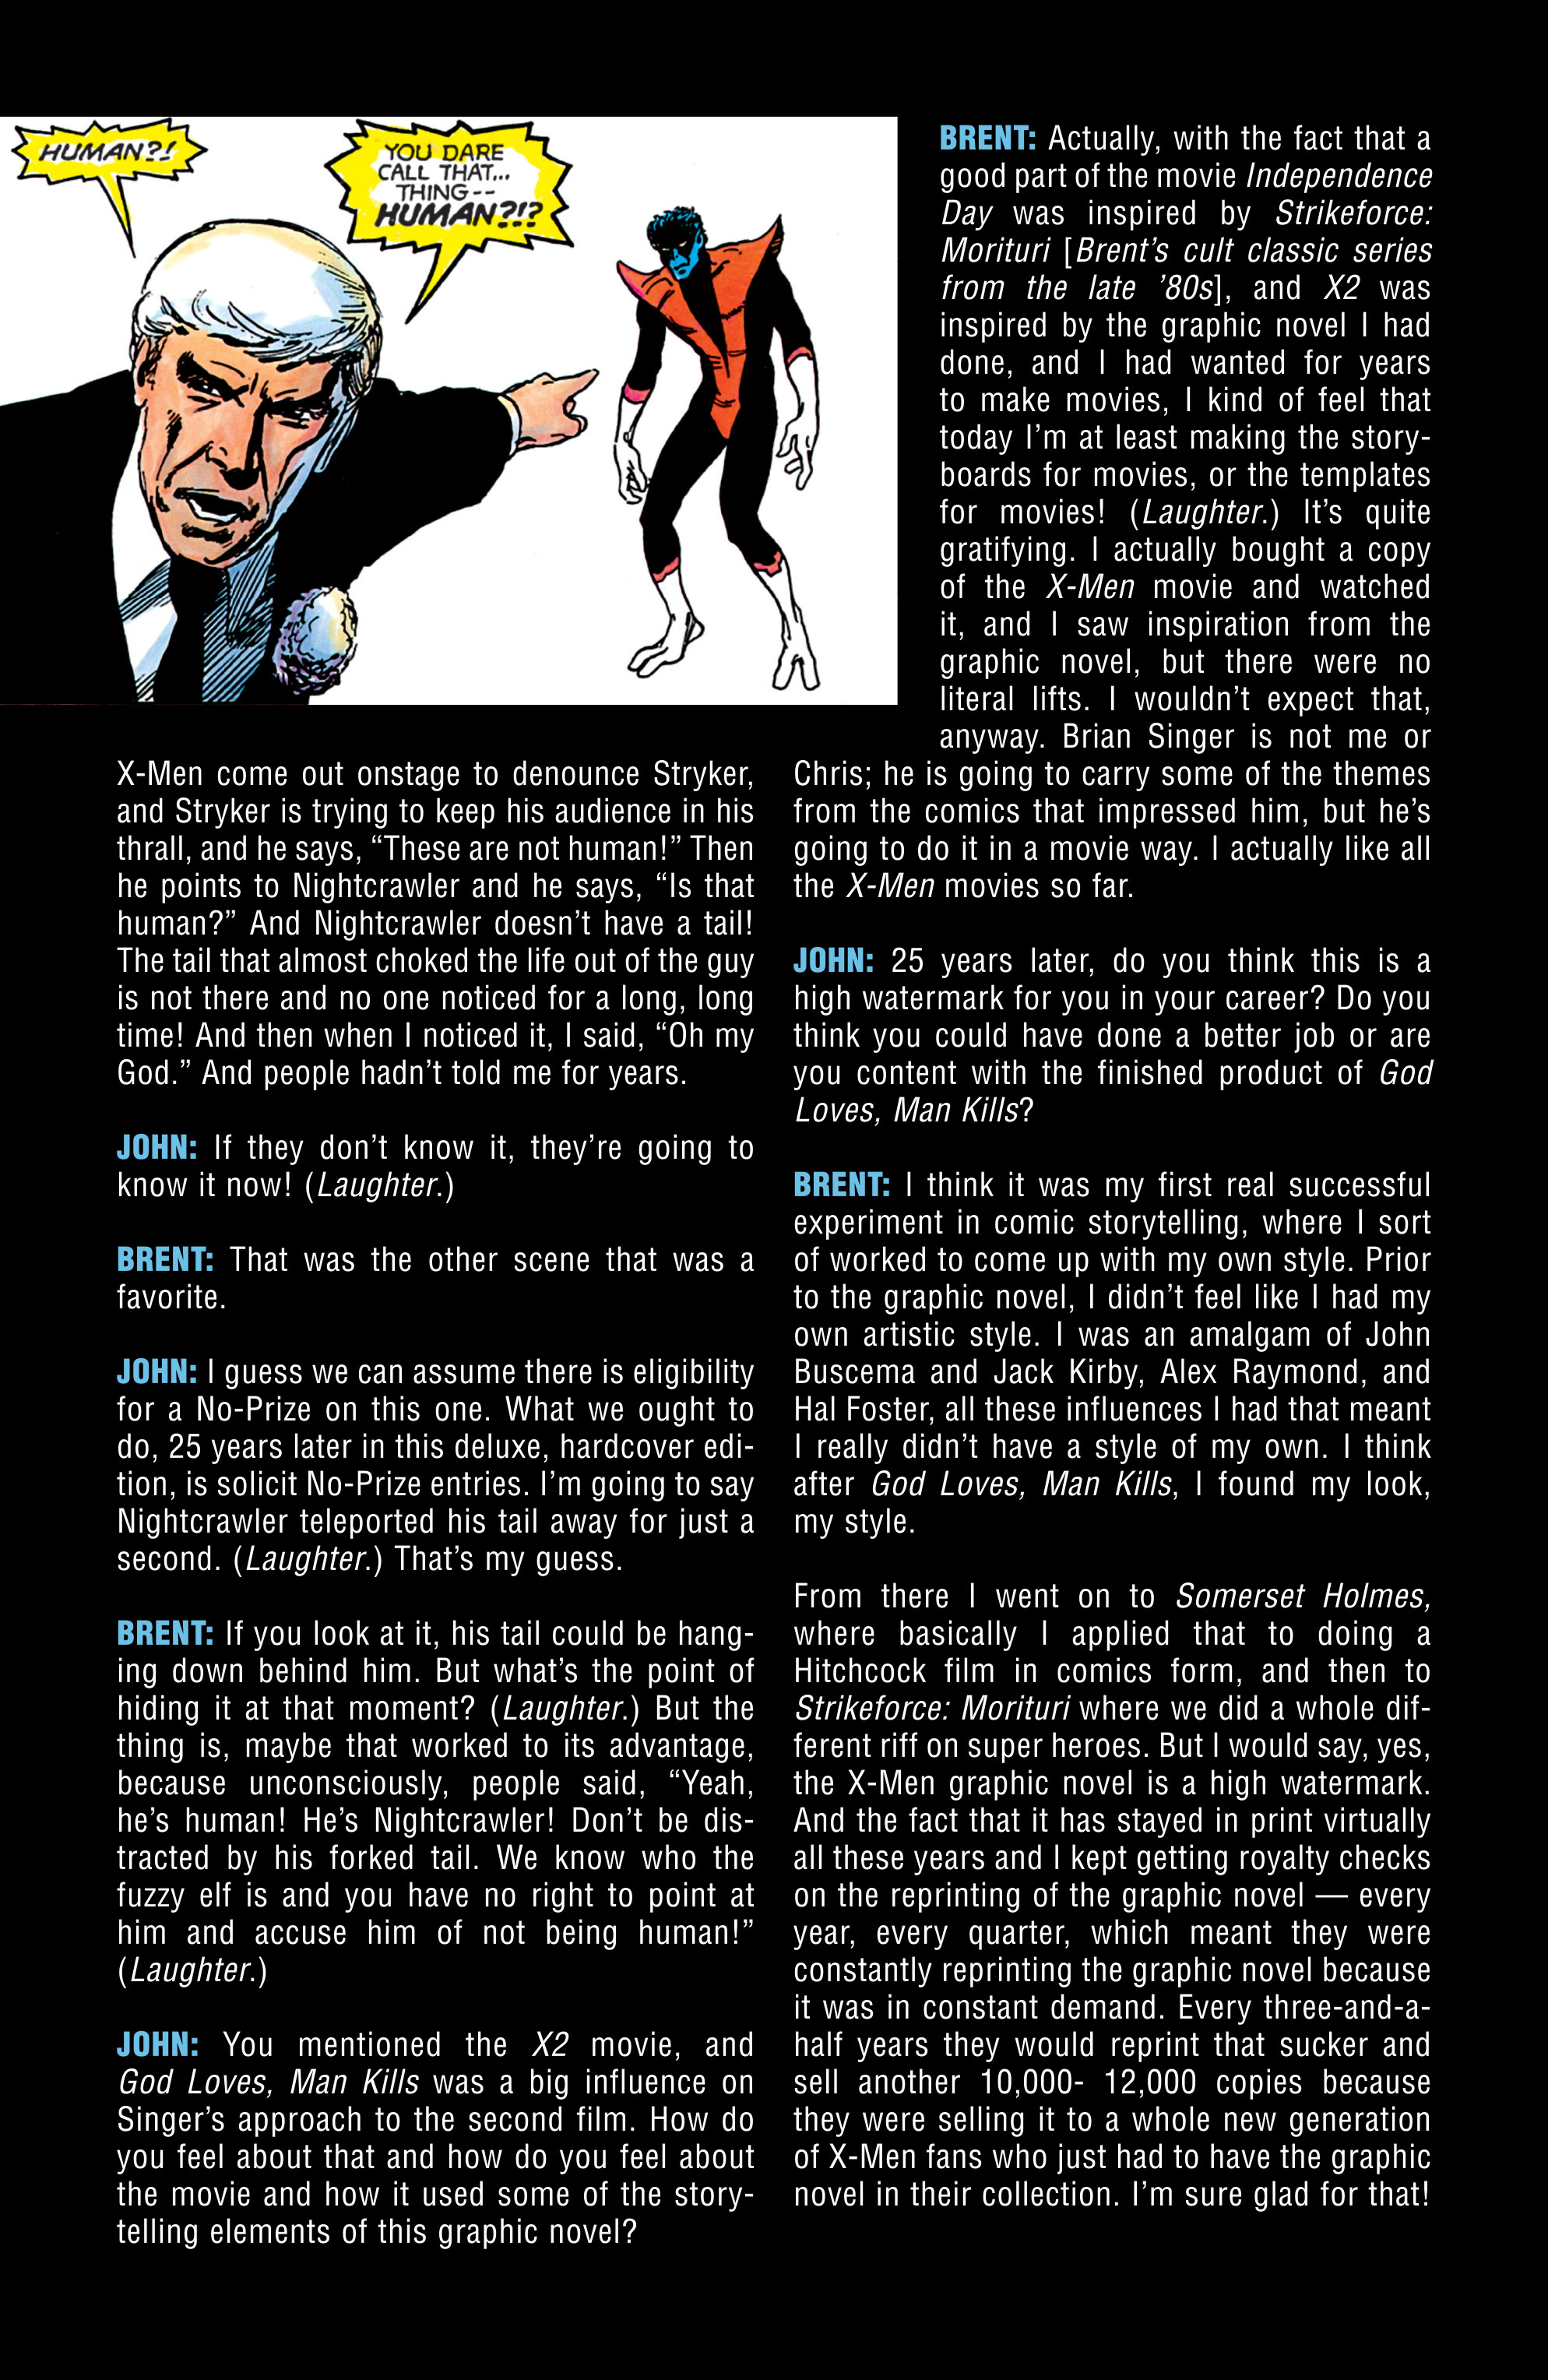 HUMAN?!
YOU DARE
CALL THAT...
THING--
HUMAN?!?
X-Men come out onstage to denounce Stryker,
and Stryker is trying to keep his audience in his
thrall, and he says, “These are not human!” Then
he points to Nightcrawler and he says, “Is that
human?” And Nightcrawler doesn’t have a tail!
The tail that almost choked the life out of the guy
is not there and no one noticed for a long, long
time! And then when I noticed it, I said, “Oh my
God.” And people hadn’t told me for years.
JOHN: If they don’t know it, they’re going to
know it now! (Laughter.)
BRENT: That was the other scene that was a
favorite.
JOHN: I guess we can assume there is eligibility
for a No-Prize on this one. What we ought to
do, 25 years later in this deluxe, hardcover edi-
tion, is solicit No-Prize entries. I’m going to say
Nightcrawler teleported his tail away for just a
second. (Laughter.) That’s my guess.
BRENT: If you look at it, his tail could be hang-
ing down behind him. But what’s the point of
hiding it at that moment? (Laughter.) But the
thing is, maybe that worked to its advantage,
because unconsciously, people said, “Yeah,
he’s human! He’s Nightcrawler! Don’t be dis-
tracted by his forked tail. We know who the
fuzzy elf is and you have no right to point at
him and accuse him of not being human!”
(Laughter.)
JOHN: You mentioned the X2 movie, and
God Loves, Man Kills was a big influence on
Singer’s approach to the second film. How do
you feel about that and how do you feel about
the movie and how it used some of the story-
telling elements of this graphic novel?
BRENT: Actually, with the fact that a
good part of the movie Independence
Day was inspired by Strikeforce:
Morituri [Brent’s cult classic series
from the late ’80s], and X2 was
inspired by the graphic novel I had
done, and I had wanted for years
to make movies, I kind of feel that
today I’m at least making the story-
boards for movies, or the templates
for movies! (Laughter.) It’s quite
gratifying. I actually bought a copy
of the X-Men movie and watched
it, and I saw inspiration from the
graphic novel, but there were no
literal lifts. I wouldn’t expect that,
anyway. Brian Singer is not me or
Chris; he is going to carry some of the themes
from the comics that impressed him, but he’s
going to do it in a movie way. I actually like all
the X-Men movies so far.
JOHN: 25 years later, do you think this is a
high watermark for you in your career? Do you
think you could have done a better job or are
you content with the finished product of God
Loves, Man Kills?
BRENT: I think it was my first real successful
experiment in comic storytelling, where I sort
of worked to come up with my own style. Prior
to the graphic novel, I didn’t feel like I had my
own artistic style. I was an amalgam of John
Buscema and Jack Kirby, Alex Raymond, and
Hal Foster, all these influences I had that meant
I really didn’t have a style of my own. I think
after God Loves, Man Kills, I found my look,
my style.
From there I went on to Somerset Holmes,
where basically I applied that to doing a
Hitchcock film in comics form, and then to
Strikeforce: Morituri where we did a whole dif-
ferent riff on super heroes. But I would say, yes,
the X-Men graphic novel is a high watermark.
And the fact that it has stayed in print virtually
all these years and I kept getting royalty checks
on the reprinting of the graphic novel — every
year, every quarter, which meant they were
constantly reprinting the graphic novel because
it was in constant demand. Every three-and-a-
half years they would reprint that sucker and
sell another 10,000- 12,000 copies because
they were selling it to a whole new generation
of X-Men fans who just had to have the graphic
novel in their collection. I’m sure glad for that!